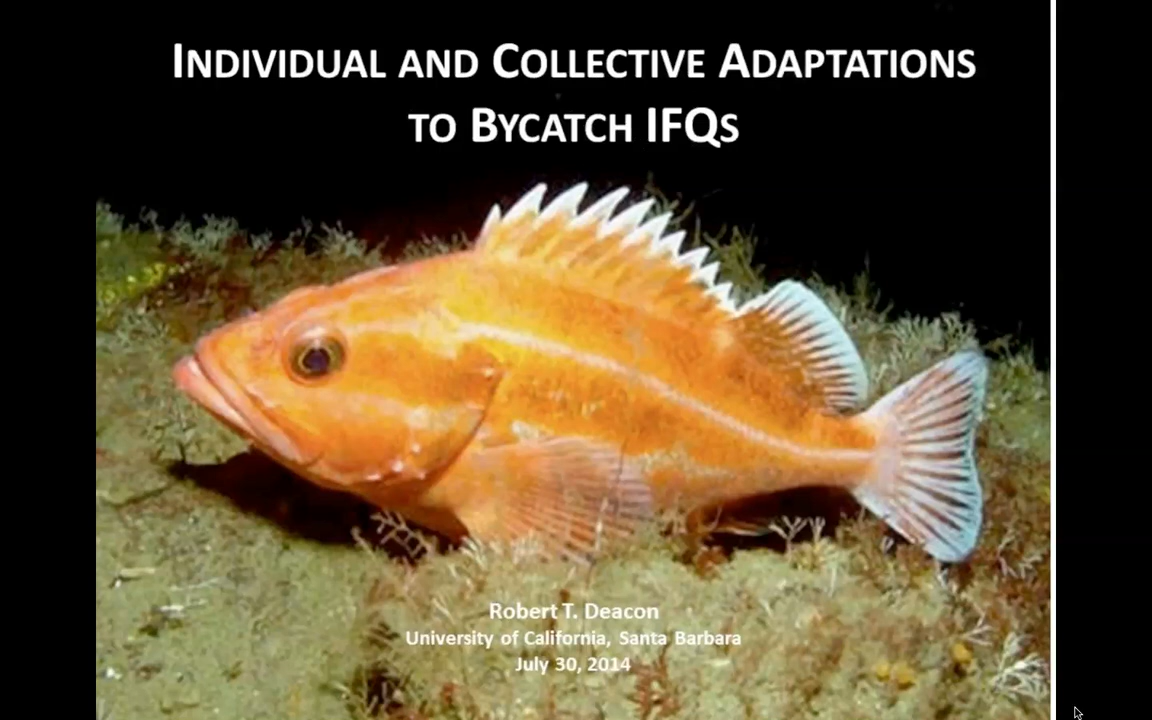 INDIVIDUAL AND COLLECTIVE ADAPTATIONS
TO BYCATCH IFQS
Robert T. Deacon
University of California, Santa Barbara
July 30, 2014